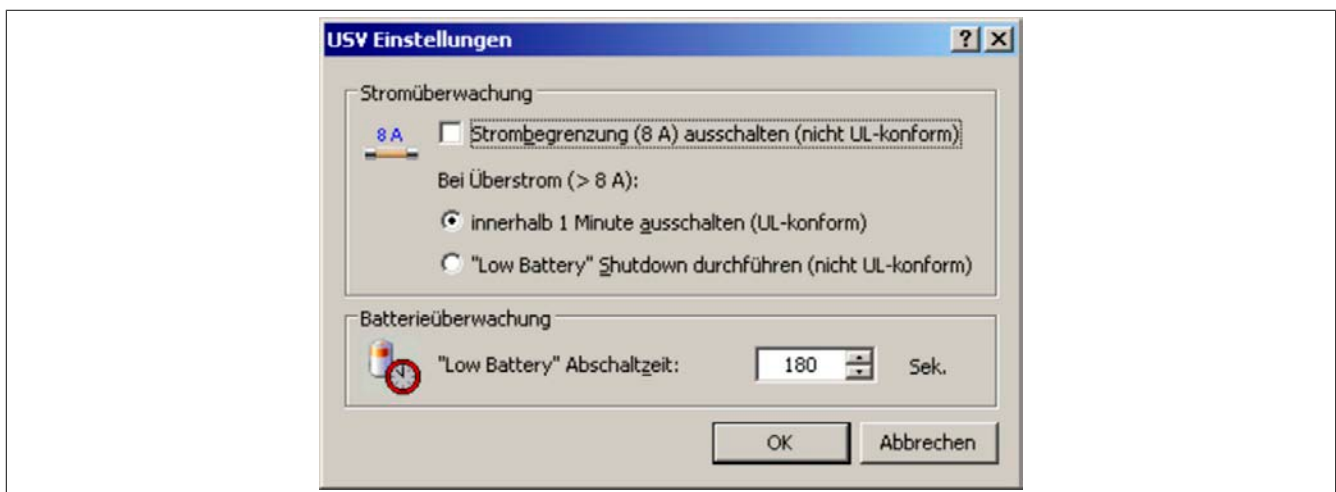 USV Einstellungen
Stromüberwachung
8 A
Strombegrenzung (8 A) ausschalten (nicht UL-konform)
Bei Überstrom (> 8 A):
innerhalb 1 Minute ausschalten (UL-konform)
"Low Battery" Shutdown durchführen (nicht UL-konform)
Batterieüberwachung
"Low Battery" Abschaltzeit: 180 Sek.
OK Abbrechen